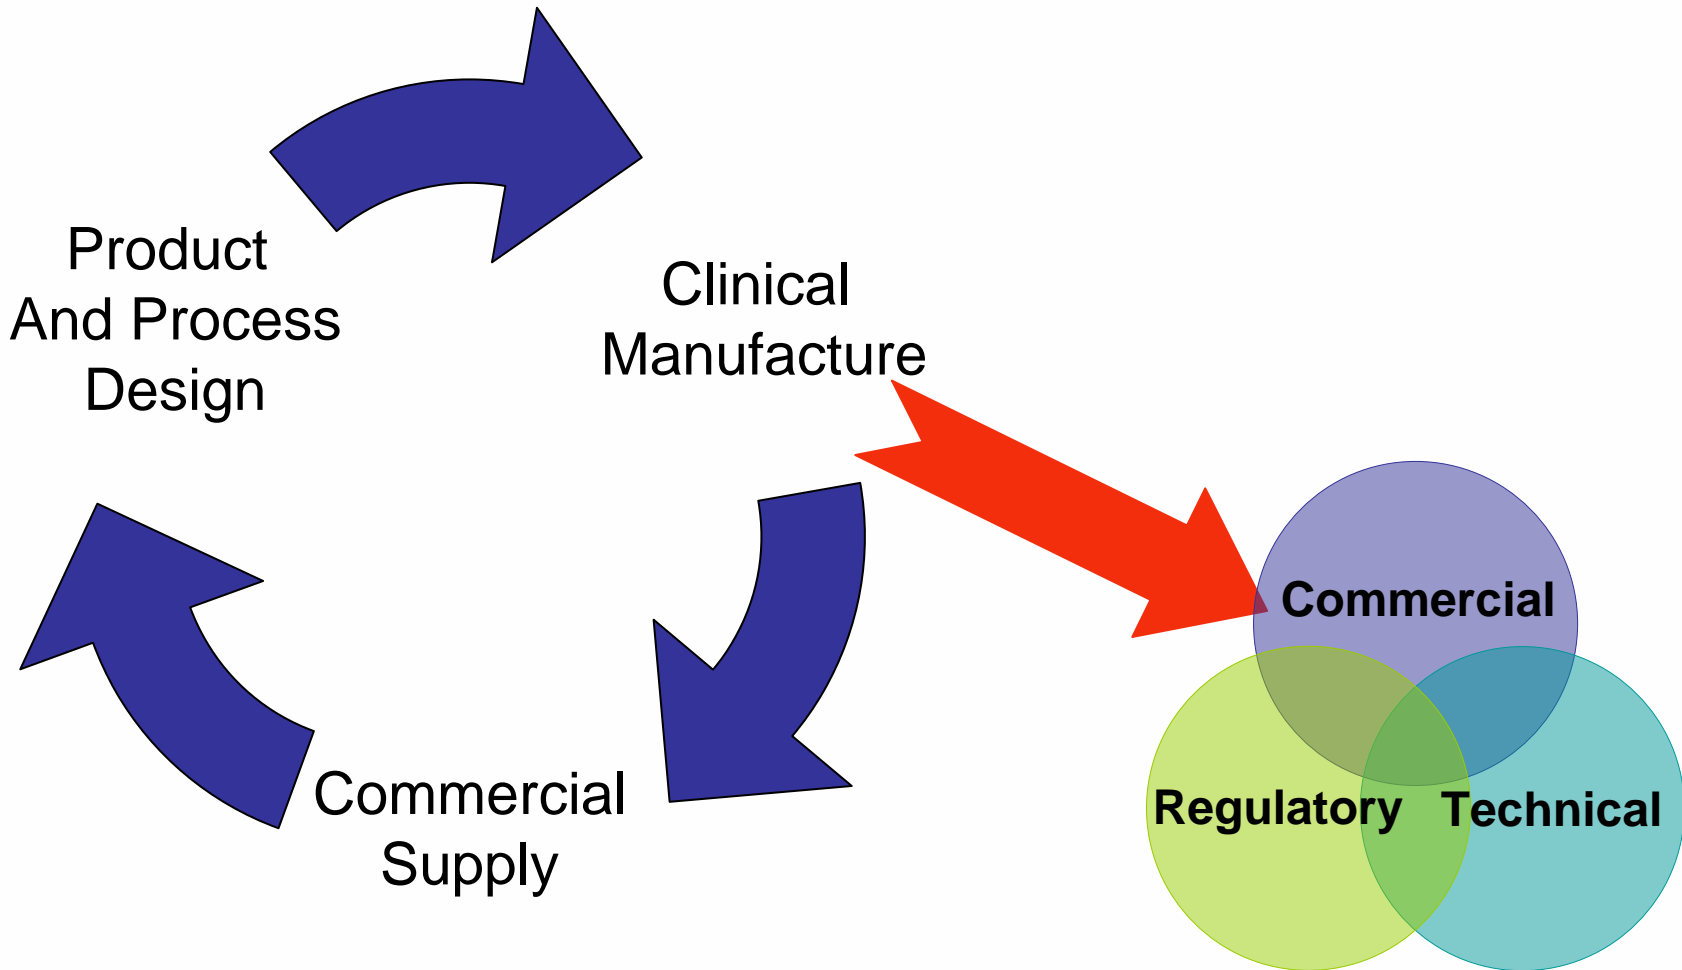 Product
And Process
Design
Clinical
Manufacture
Commercial
Supply
Commercial
Regulatory
Technical